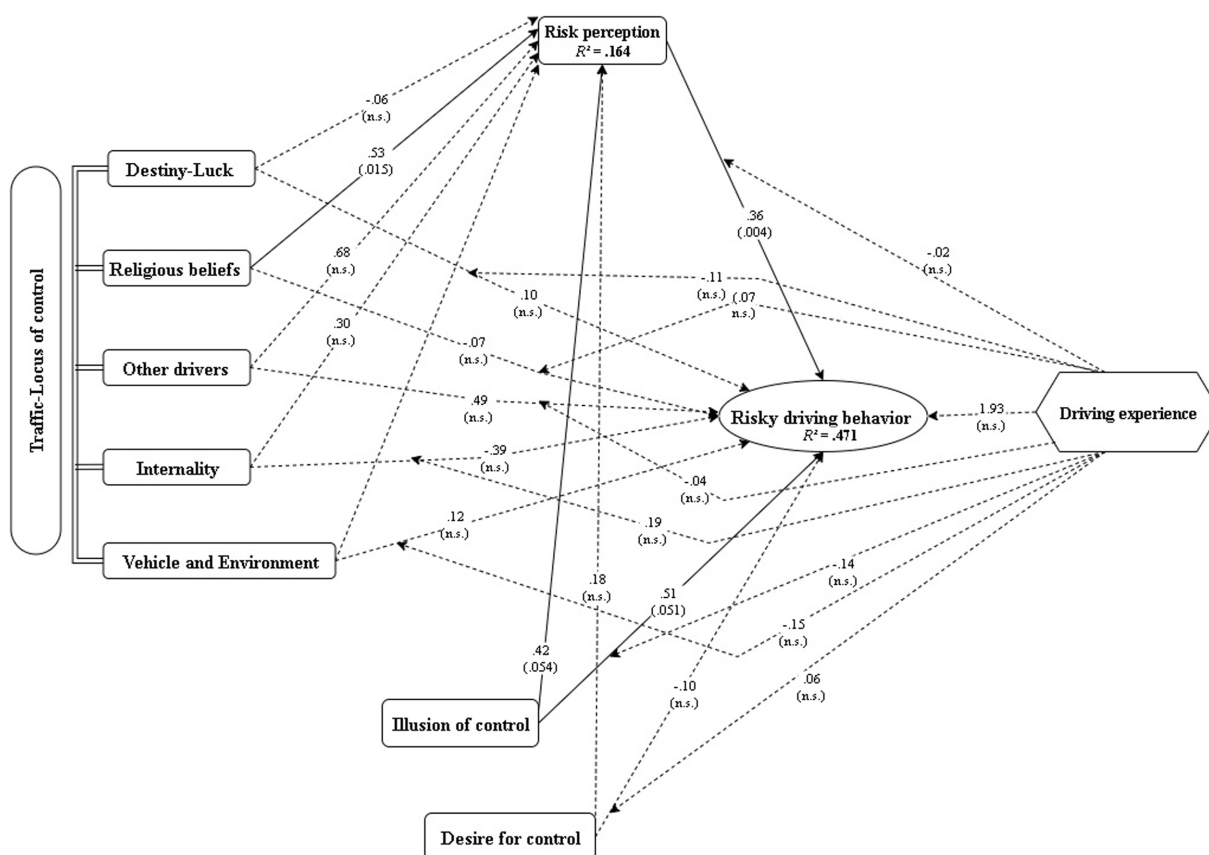 Risk perception
R² = .164
-.06
(n.s.)
.53
(.015)
Destiny-Luck
.36
(.004)
Traffic-Locus of control
Religious beliefs
.68
(n.s.)
-.02
(n.s.)
-.11
(n.s.)
(.07
n.s.)
.10
(n.s.)
.30
(n.s.)
-.07
(n.s.)
Other drivers
.49
(n.s.)
Risky driving behavior
R² = .471
1.93
(n.s.)
Driving experience
Internality
-.39
(n.s.)
-.04
(n.s.)
.12
(n.s.)
.19
(n.s.)
Vehicle and Environment
.18
(n.s.)
-.14
(n.s.)
.51
(.051)
-.15
(n.s.)
.42
(.054)
-.10
(n.s.)
.06
(n.s.)
Illusion of control
Desire for control